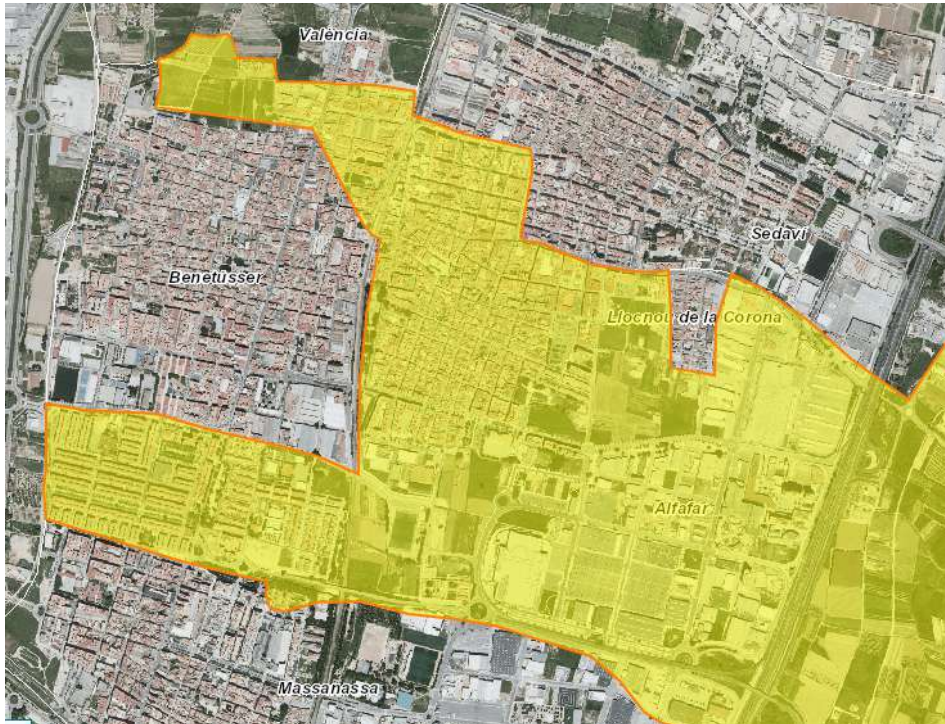 València
Sedaví
Benetússer
Llocnou de la Corona
Alfafar
Massanassa